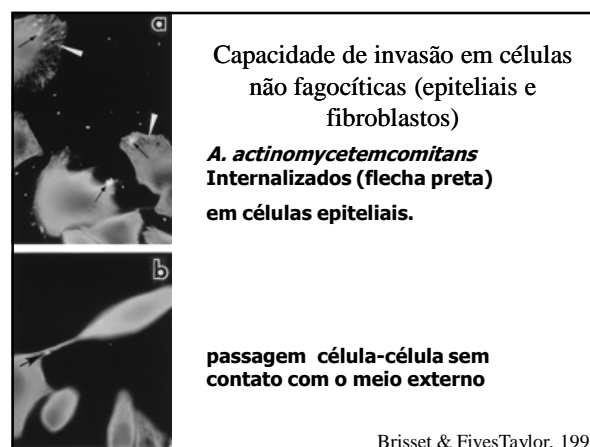 a
Capacidade de invasão em células
não fagocíticas (epiteliais e
fibroblastos)
A. actinomycetemcomitans
Internalizados (flecha preta)
em células epiteliais.
b
passagem célula-célula sem
contato com o meio externo
Brisset & FivesTaylor,